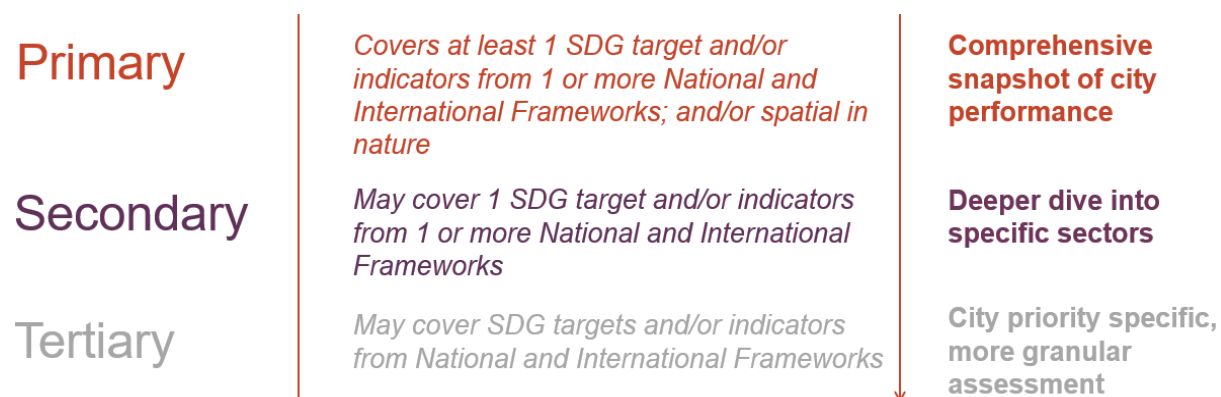 Primary
Covers at least 1 SDG target and/or
indicators from 1 or more National and
International Frameworks; and/or spatial in
nature
Comprehensive
snapshot of city
performance
Secondary
May cover 1 SDG target and/or indicators
from 1 or more National and International
Frameworks
Deeper dive into
specific sectors
Tertiary
May cover SDG targets and/or indicators
from National and International Frameworks
City priority specific,
more granular
assessment